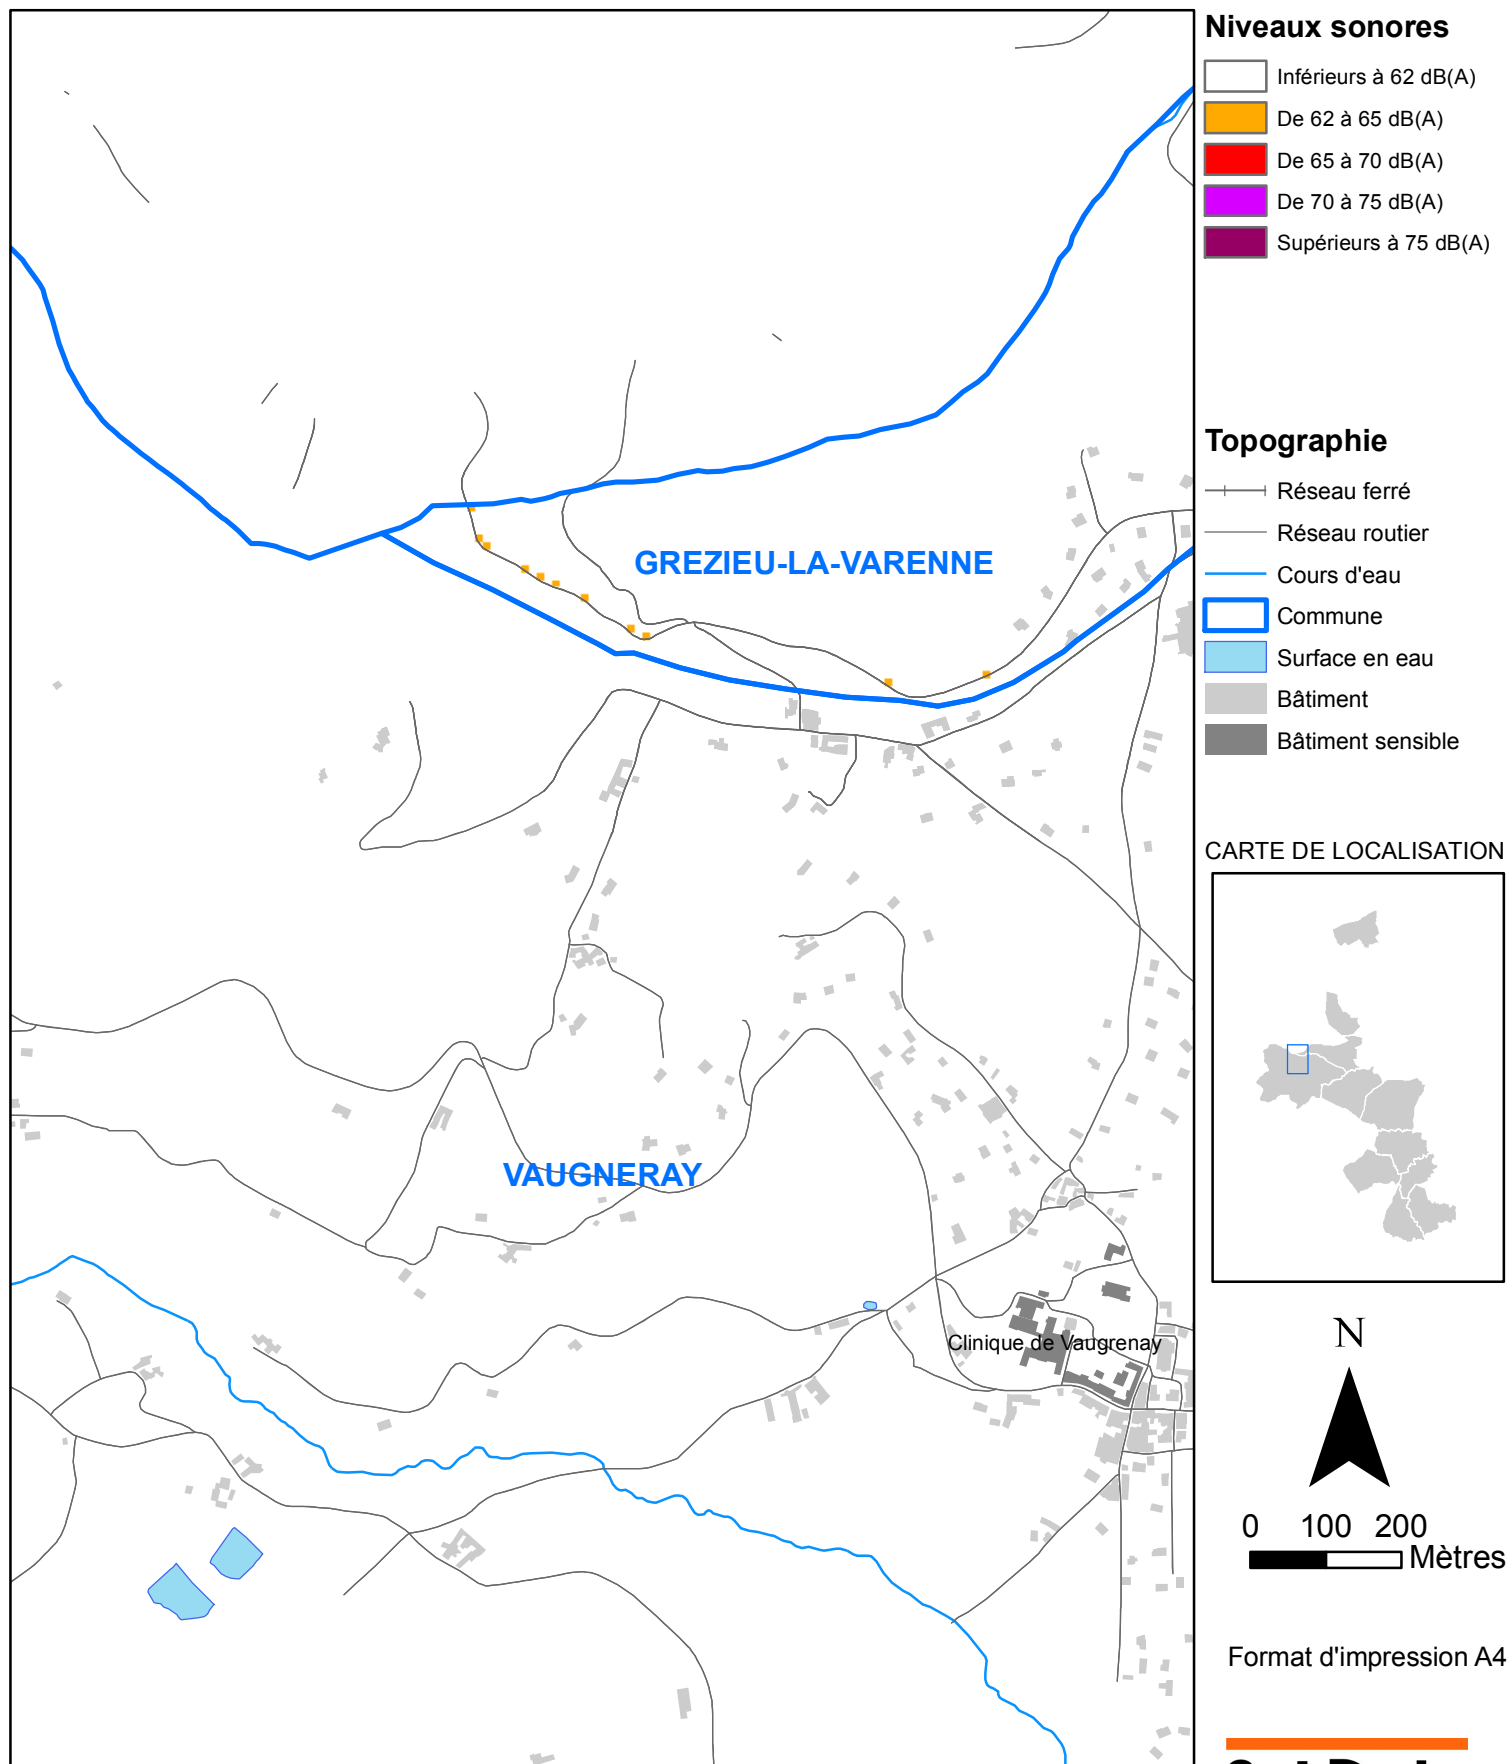 Niveaux sonores
Inférieurs à 62 dB(A)
De 62 à 65 dB(A)
De 65 à 70 dB(A)
De 70 à 75 dB(A)
Supérieurs à 75 dB(A)
Topographie
Réseau ferré
Réseau routier
Cours d'eau
Commune
Surface en eau
Bâtiment
Bâtiment sensible
GREZIEU-LA-VARENNE
VAUGNERAY
Clinique de Vaugrenay
CARTE DE LOCALISATION
N
0 100 200
Mètres
Format d'impression A4